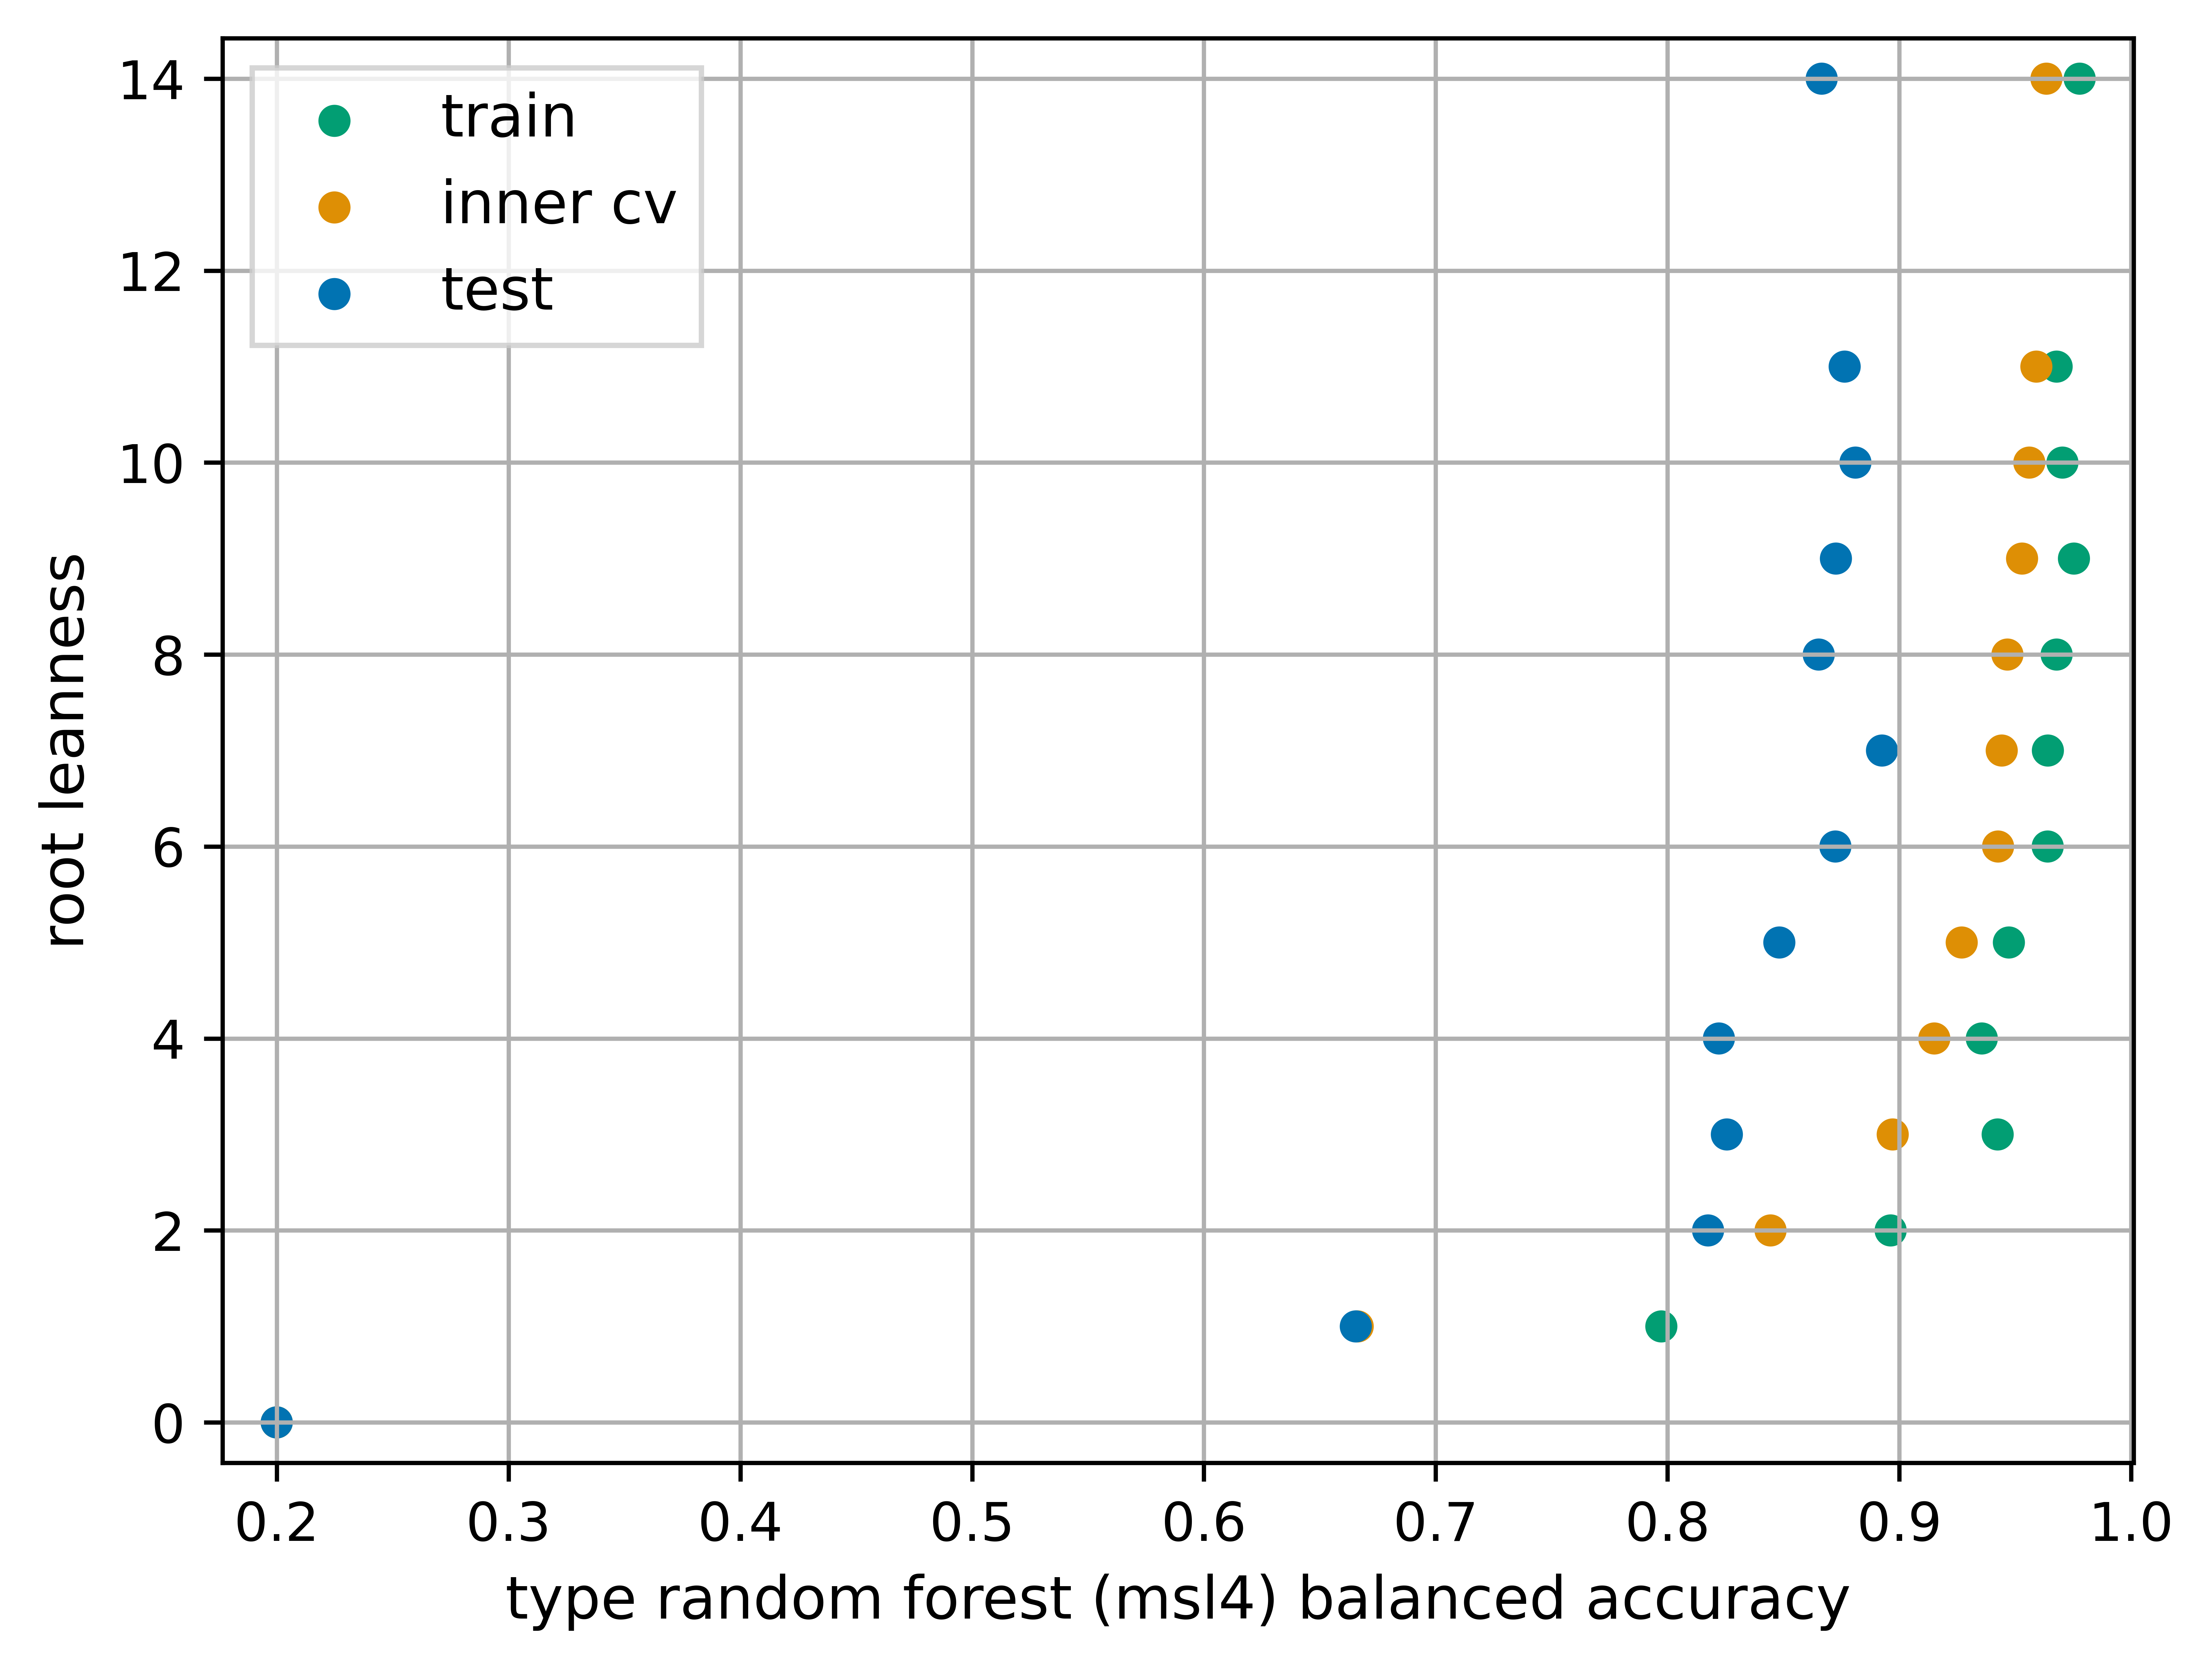 14
12
10
8
6
4
2
0
root leanness
train
inner cv
test
0.2 0.3 0.4 0.5 0.6 0.7 0.8 0.9 1.0
type random forest (msl4) balanced accuracy